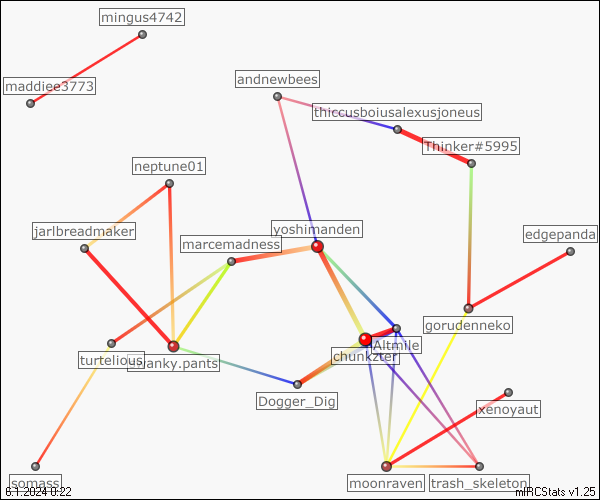 mingus4742
maddiee3773
andnewbees
thiccusboiusalexusjoneus
Thinker#5995
neptune01
jarlbreadmaker
marcemadness
yoshimanden
edgepanda
gorudenneko
Altmile
chunkzter
turtelious
anky.pants
Dogger_Dig
xenoyaut
somass
moonraven
trash_skeleton
6.1.2024 0:22
mIRCStats v1.25